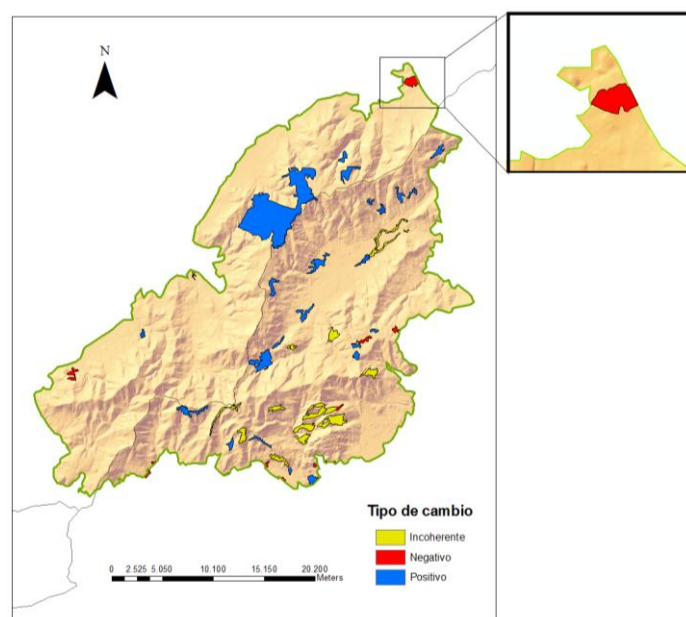 N
Tipo de cambio
Incoherente
Negativo
Positivo
0 2.525 5.050 10.100 15.150 20.200
Meters